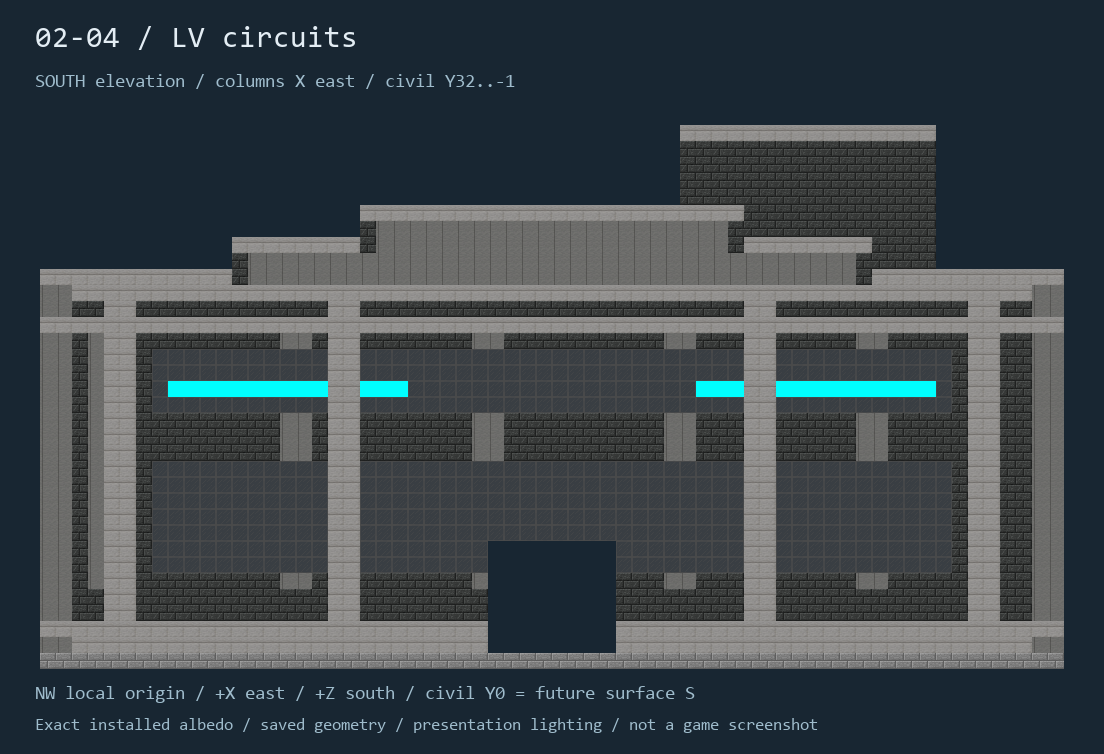 02-04 / LV circuits
SOUTH elevation / columns X east / civil Y32..-1
NW local origin / +X east / +Z south / civil Y0 = future surface S
Exact installed albedo / saved geometry / presentation lighting / not a game screenshot